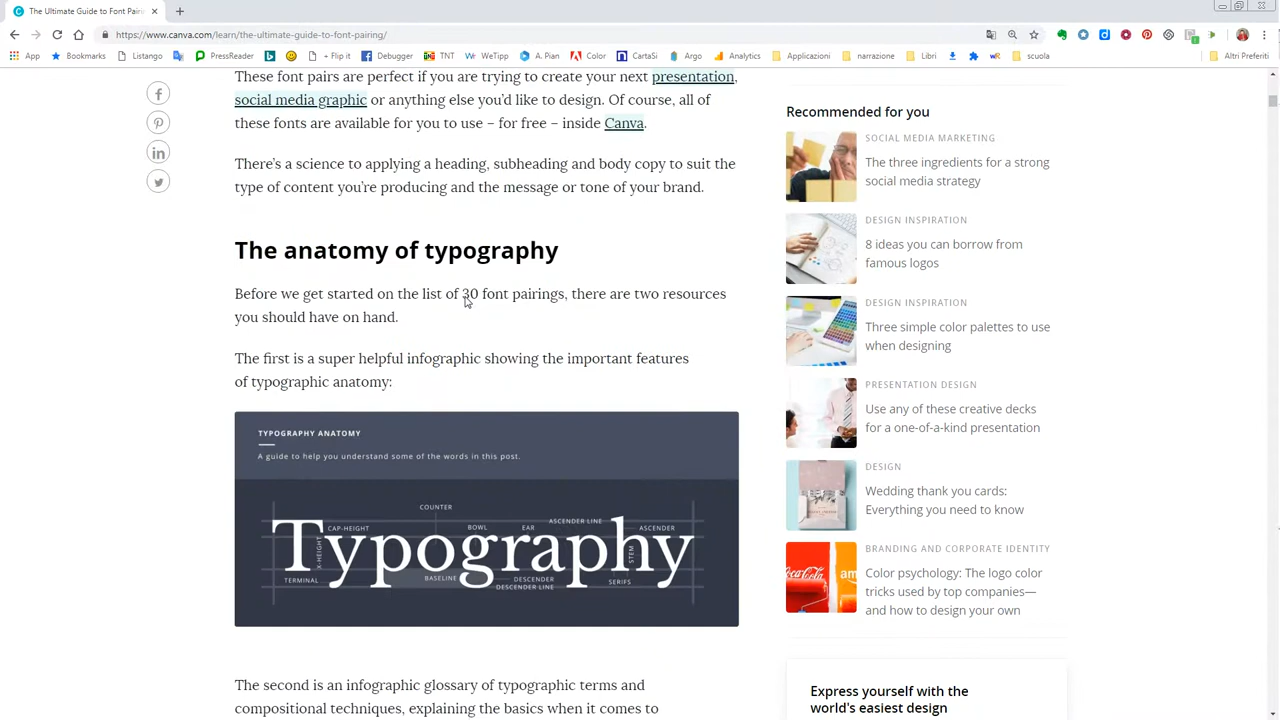 The Ultimate Guide to Font Pairin
https://www.canva.com/learn/the-ultimate-guide-to-font-pairing/
App
Bookmarks
Listango
PressReader
+ Flip it
Debugger
TNT
WeTipp
A. Pian
Color
CartaSi
Argo
Analytics
Applicazioni
narrazione
Libri
wR
scuola
Altri Preferiti
These font pairs are perfect if you are trying to create your next presentation,
social media graphic or anything else you’d like to design. Of course, all of
these fonts are available for you to use – for free – inside Canva.
There’s a science to applying a heading, subheading and body copy to suit the
type of content you’re producing and the message or tone of your brand.
The anatomy of typography
Before we get started on the list of 30 font pairings, there are two resources
you should have on hand.
The first is a super helpful infographic showing the important features
of typographic anatomy:
TYPOGRAPHY ANATOMY
A guide to help you understand some of the words in this post.
COUNTER
CAP-HEIGHT
BOWL
EAR
ASCENDER LINE
ASCENDER
Typography
X-HEIGHT
STEM
TERMINAL
BASELINE
DESCENDER
DESCENDER LINE
SERIFS
The second is an infographic glossary of typographic terms and
compositional techniques, explaining the basics when it comes to
Recommended for you
SOCIAL MEDIA MARKETING
The three ingredients for a strong
social media strategy
DESIGN INSPIRATION
8 ideas you can borrow from
famous logos
DESIGN INSPIRATION
Three simple color palettes to use
when designing
PRESENTATION DESIGN
Use any of these creative decks
for a one-of-a-kind presentation
DESIGN
Wedding thank you cards:
Everything you need to know
Coca-Cola
am
BRANDING AND CORPORATE IDENTITY
Color psychology: The logo color
tricks used by top companies—
and how to design your own
Express yourself with the
world's easiest design